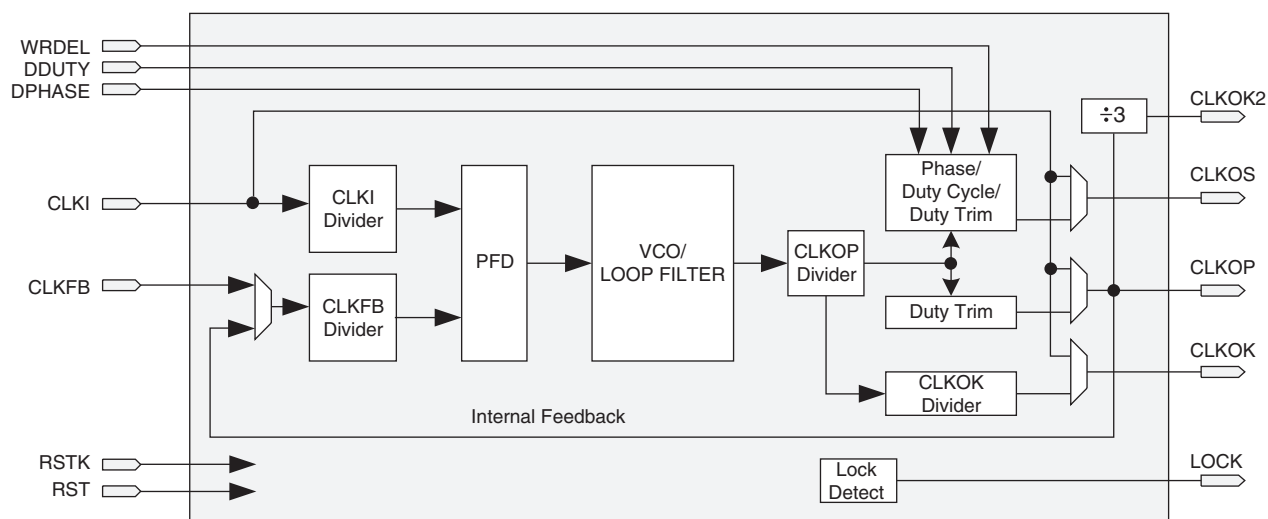 WRDEL
DDUTY
DPHASE
÷3
CLKOK2
Phase/
Duty Cycle/
Duty Trim
CLKOS
CLKI
CLKI
Divider
PFD
VCO/
LOOP FILTER
CLKOP
Divider
CLKFB
CLKFB
Divider
CLKOP
Duty Trim
CLKOK
CLKOK
Divider
Internal Feedback
RSTK
RST
Lock
Detect
LOCK